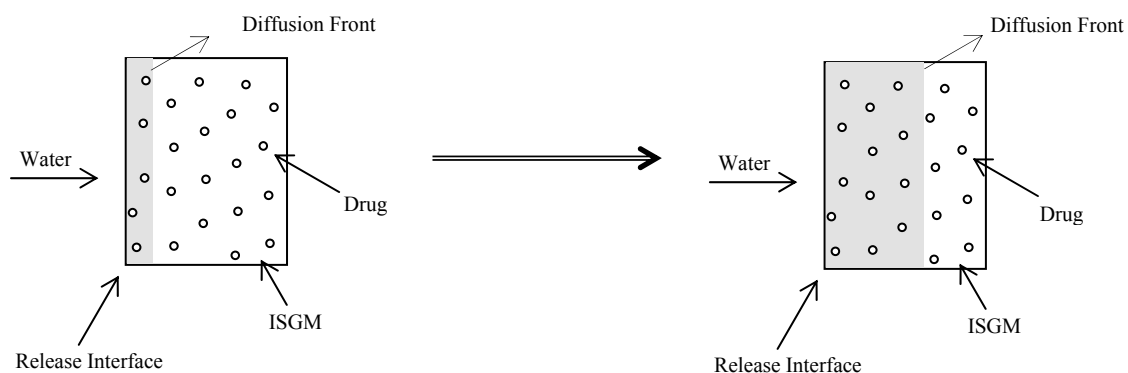 Diffusion Front
Water
Drug
ISGM
Release Interface
Diffusion Front
Water
Drug
ISGM
Release Interface